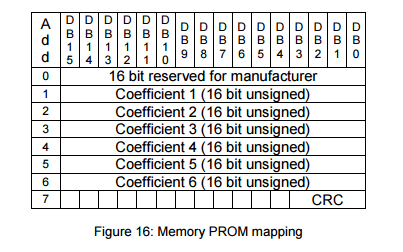 Add DB15 DB14 DB13 DB12 DB11 DB10 DB9 DB8 DB7 DB6 DB5 DB4 DB3 DB2 DB1 DB0
0 16 bit reserved for manufacturer
1 Coefficient 1 (16 bit unsigned)
2 Coefficient 2 (16 bit unsigned)
3 Coefficient 3 (16 bit unsigned)
4 Coefficient 4 (16 bit unsigned)
5 Coefficient 5 (16 bit unsigned)
6 Coefficient 6 (16 bit unsigned)
7 CRC
Figure 16: Memory PROM mapping